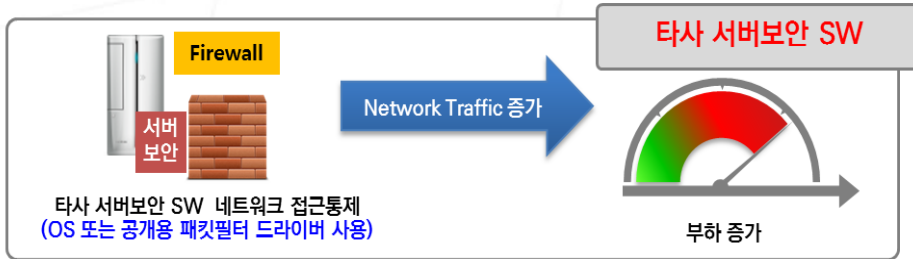 타사 서버보안 SW
Firewall
서버
보안
Network Traffic 증가
타사 서버보안 SW 네트워크 접근통제
(OS 또는 공개용 패킷필터 드라이버 사용)
부하 증가